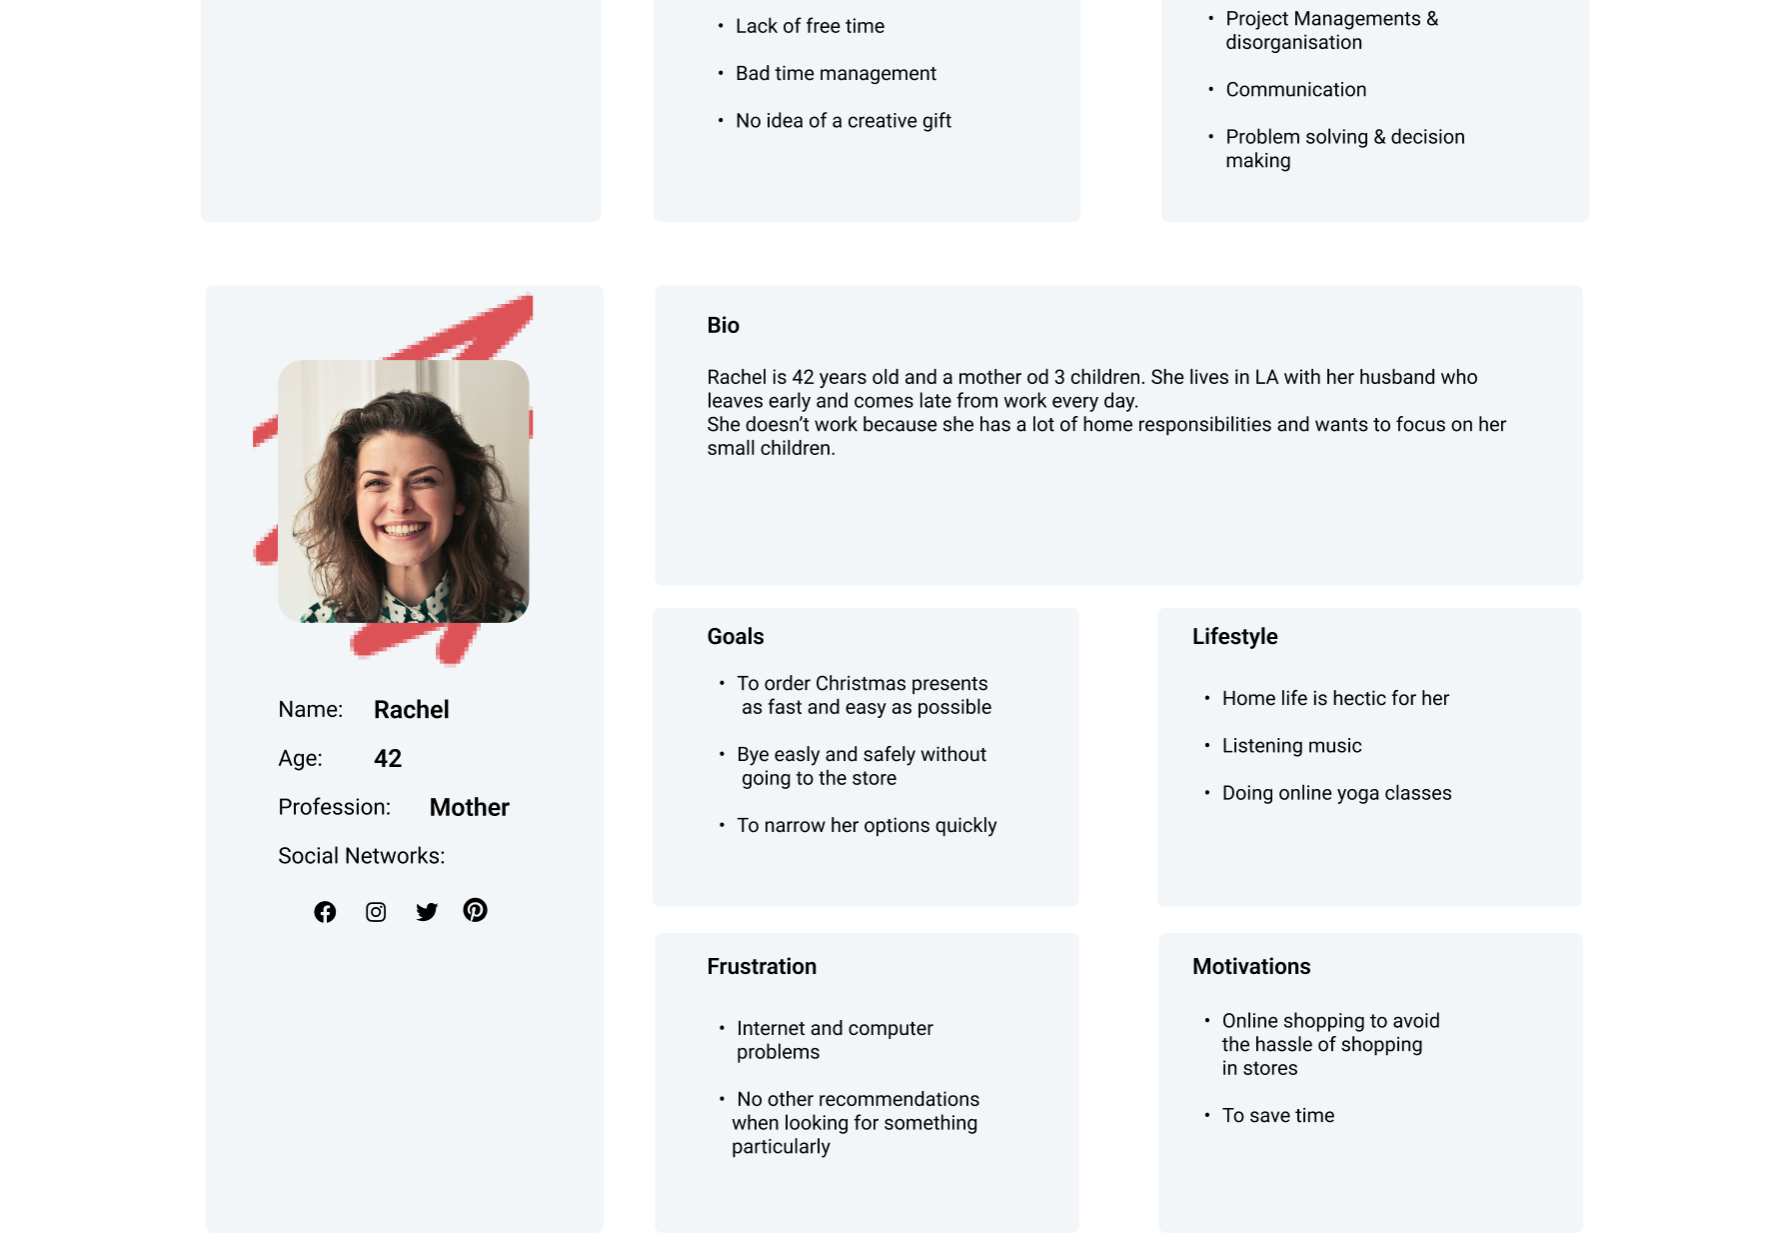 • Lack of free time
• Bad time management
• No idea of a creative gift
• Project Managements &
disorganisation
• Communication
• Problem solving & decision
making
Name: Rachel
Age: 42
Profession: Mother
Social Networks:
Bio
Rachel is 42 years old and a mother od 3 children. She lives in LA with her husband who
leaves early and comes late from work every day.
She doesn’t work because she has a lot of home responsibilities and wants to focus on her
small children.
Goals
• To order Christmas presents
as fast and easy as possible
• Bye easly and safely without
going to the store
• To narrow her options quickly
Lifestyle
• Home life is hectic for her
• Listening music
• Doing online yoga classes
Frustration
• Internet and computer
problems
• No other recommendations
when looking for something
particularly
Motivations
• Online shopping to avoid
the hassle of shopping
in stores
• To save time